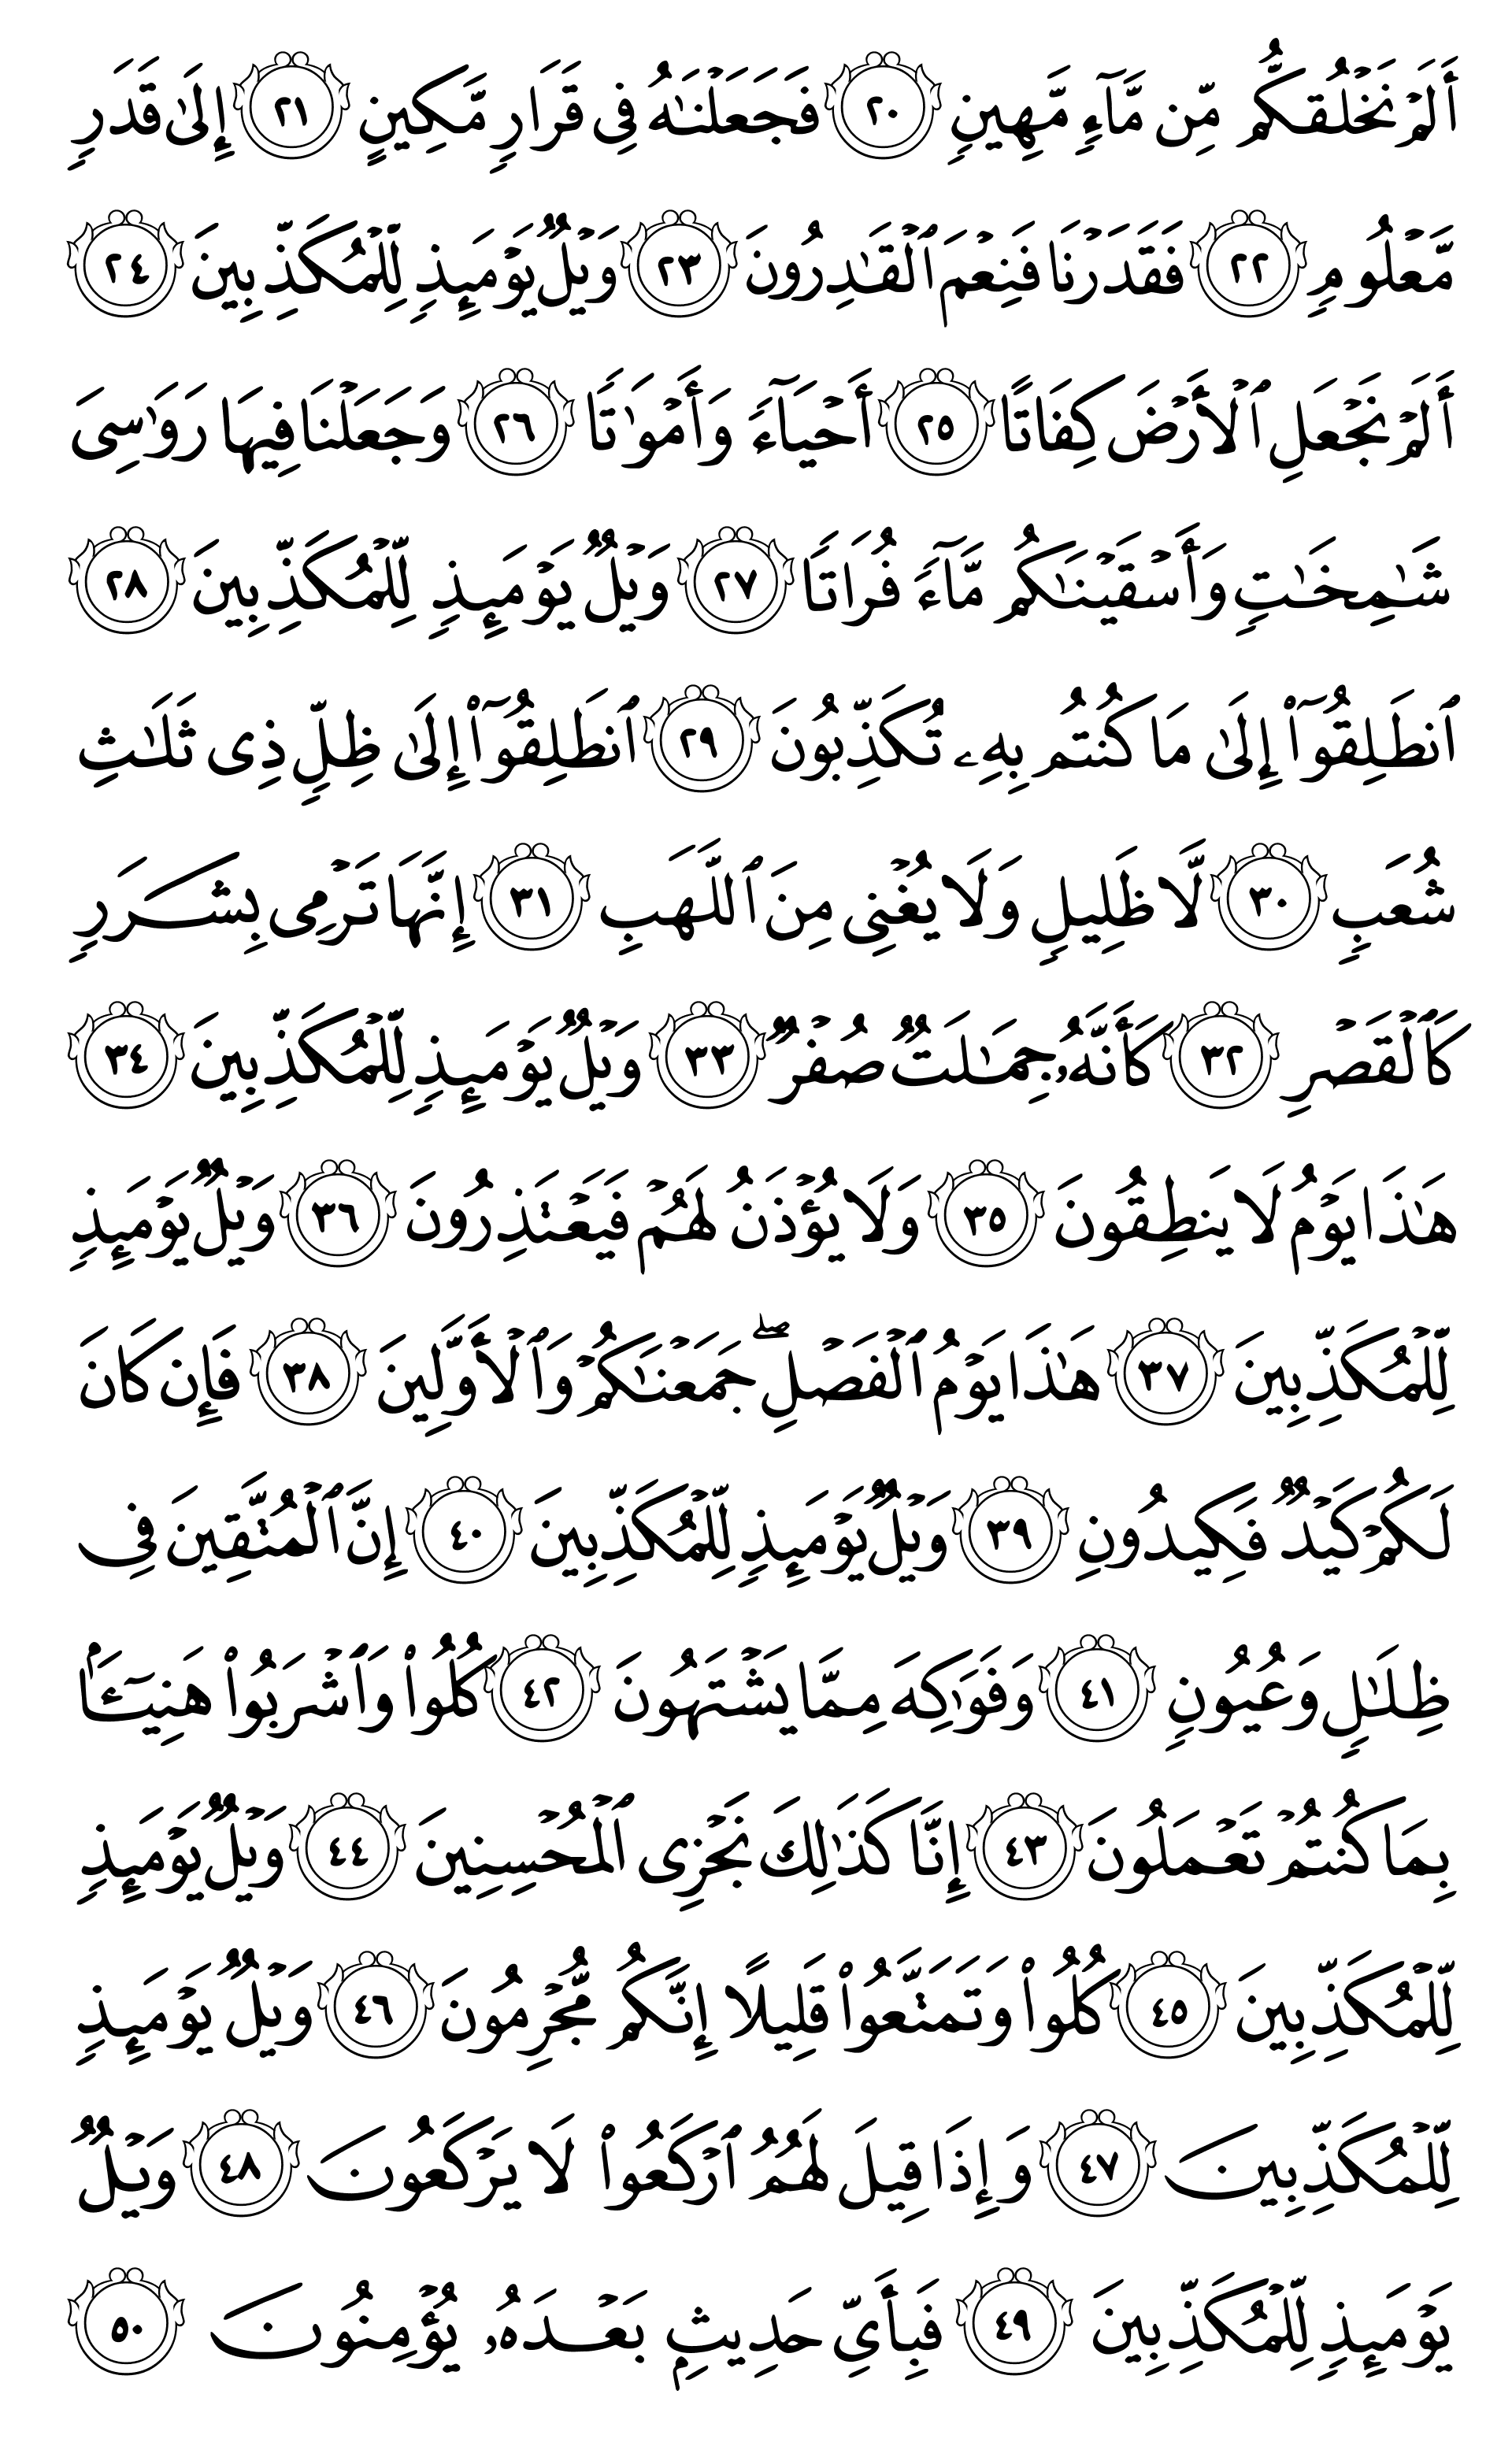 أَلَمْ نَخْلُقكُّم مِّن مَّآءٍ مَّهِينٍ ٢٠ فَجَعَلْنَٰهُ فِى قَرَارٍ مَّكِينٍ ٢١ إِلَىٰ قَدَرٍ
مَّعْلُومٍ ٢٢ فَقَدَرْنَا فَنِعْمَ ٱلْقَٰدِرُونَ ٢٣ وَيْلٌ يَوْمَئِذٍ لِّلْمُكَذِّبِينَ ٢٤
أَلَمْ نَجْعَلِ ٱلْأَرْضَ كِفَاتًا ٢٥ أَحْيَآءً وَأَمْوَٰتًا ٢٦ وَجَعَلْنَا فِيهَا رَوَٰسِىَ
شَٰمِخَٰتٍ وَأَسْقَيْنَٰكُم مَّآءً فُرَاتًا ٢٧ وَيْلٌ يَوْمَئِذٍ لِّلْمُكَذِّبِينَ ٢٨
ٱنطَلِقُوٓا۟ إِلَىٰ مَا كُنتُم بِهِۦ تُكَذِّبُونَ ٢٩ ٱنطَلِقُوٓا۟ إِلَىٰ ظِلٍّ ذِى ثَلَٰثِ
شُعَبٍ ٣٠ لَّا ظَلِيلٍ وَلَا يُغْنِى مِنَ ٱللَّهَبِ ٣١ إِنَّهَا تَرْمِى بِشَرَرٍ
كَٱلْقَصْرِ ٣٢ كَأَنَّهُۥ جِمَٰلَتٌ صُفْرٌ ٣٣ وَيْلٌ يَوْمَئِذٍ لِّلْمُكَذِّبِينَ ٣٤
هَٰذَا يَوْمُ لَا يَنطِقُونَ ٣٥ وَلَا يُؤْذَنُ لَهُمْ فَيَعْتَذِرُونَ ٣٦ وَيْلٌ يَوْمَئِذٍ
لِّلْمُكَذِّبِينَ ٣٧ هَٰذَا يَوْمُ ٱلْفَصْلِ ۖ جَمَعْنَٰكُمْ وَٱلْأَوَّلِينَ ٣٨ فَإِن كَانَ
لَكُمْ كَيْدٌ فَكِيدُونِ ٣٩ وَيْلٌ يَوْمَئِذٍ لِّلْمُكَذِّبِينَ ٤٠ إِنَّ ٱلْمُتَّقِينَ فِى
ظِلَٰلٍ وَعُيُونٍ ٤١ وَفَوَٰكِهَ مِمَّا يَشْتَهُونَ ٤٢ كُلُوا۟ وَٱشْرَبُوا۟ هَنِيٓـًٔۢا
بِمَا كُنتُمْ تَعْمَلُونَ ٤٣ إِنَّا كَذَٰلِكَ نَجْزِى ٱلْمُحْسِنِينَ ٤٤ وَيْلٌ يَوْمَئِذٍ
لِّلْمُكَذِّبِينَ ٤٥ كُلُوا۟ وَتَمَتَّعُوا۟ قَلِيلًا إِنَّكُم مُّجْرِمُونَ ٤٦ وَيْلٌ يَوْمَئِذٍ
لِّلْمُكَذِّبِينَ ٤٧ وَإِذَا قِيلَ لَهُمُ ٱرْكَعُوا۟ لَا يَرْكَعُونَ ٤٨ وَيْلٌ
يَوْمَئِذٍ لِّلْمُكَذِّبِينَ ٤٩ فَبِأَىِّ حَدِيثٍۭ بَعْدَهُۥ يُؤْمِنُونَ ٥٠